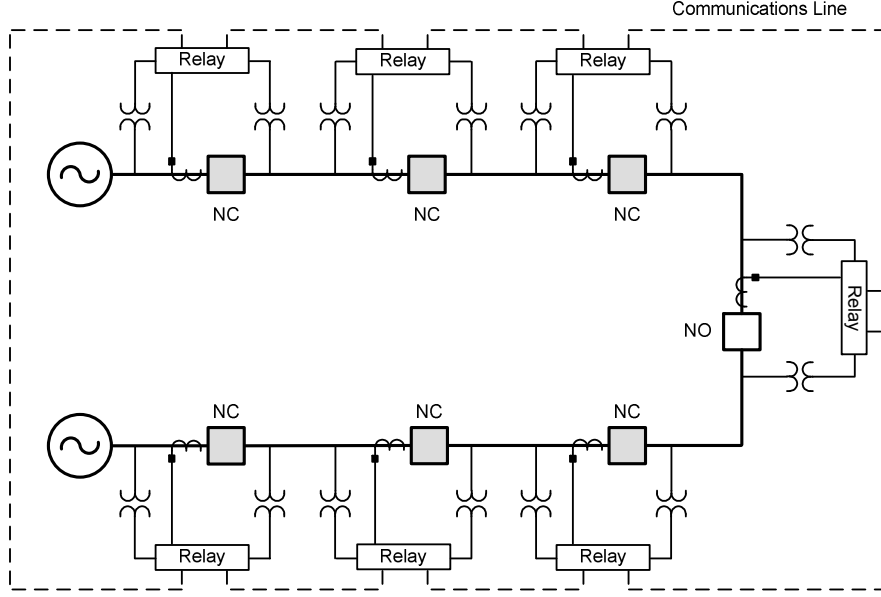 Communications Line
Relay
Relay
Relay
NC
NC
NC
Relay
NO
NC
NC
NC
Relay
Relay
Relay